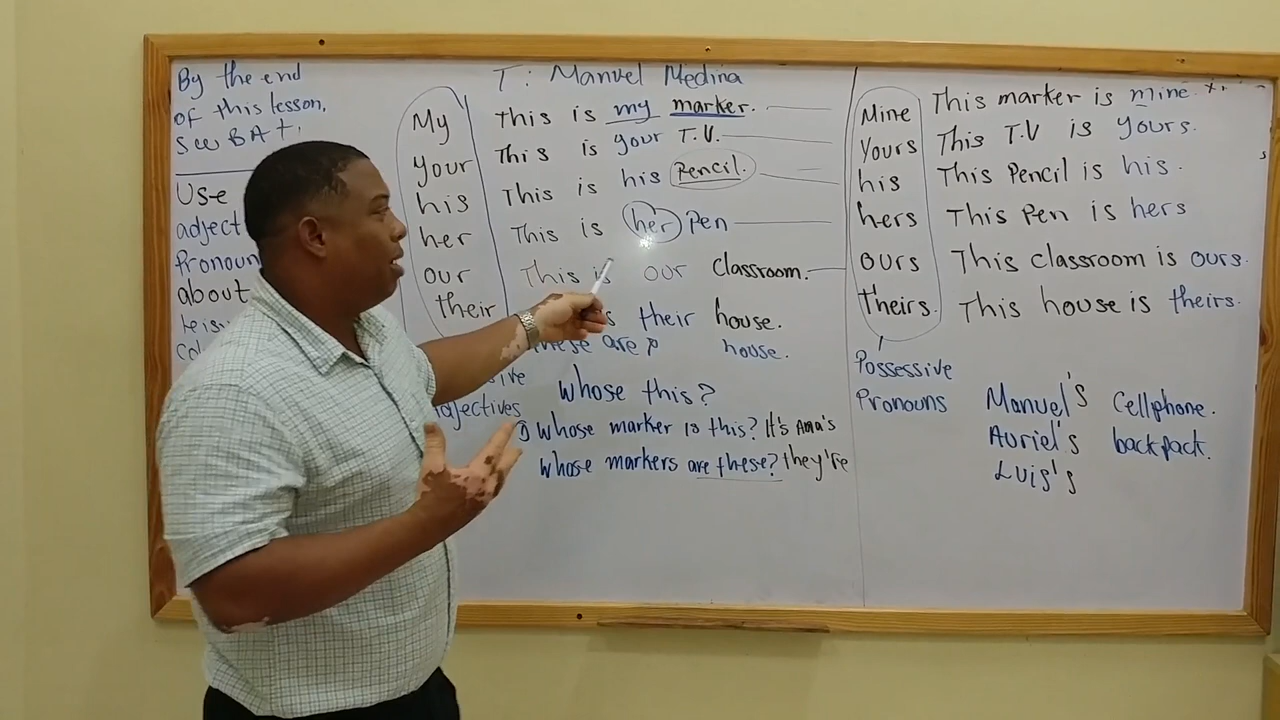 By the end
of this lesson,
SWBAT,
Use
about
My
your
his
her
our
their
adjectives
T: Manuel Medina
This is my marker.
This is your T.V.
This is his Pencil.
This is her Pen
This is our classroom.
their house.
these are house.
Whose this?
Whose marker is this? It's Ana's
Whose markers are these? they're
Mine
Yours
his
hers
ours
Theirs.
Possessive
Pronouns
This marker is mine.
This T.V is yours.
This Pencil is his.
This Pen is hers
This classroom is ours.
This house is theirs.
Manuel's Cellphone.
Auriel's backpack.
Luis's